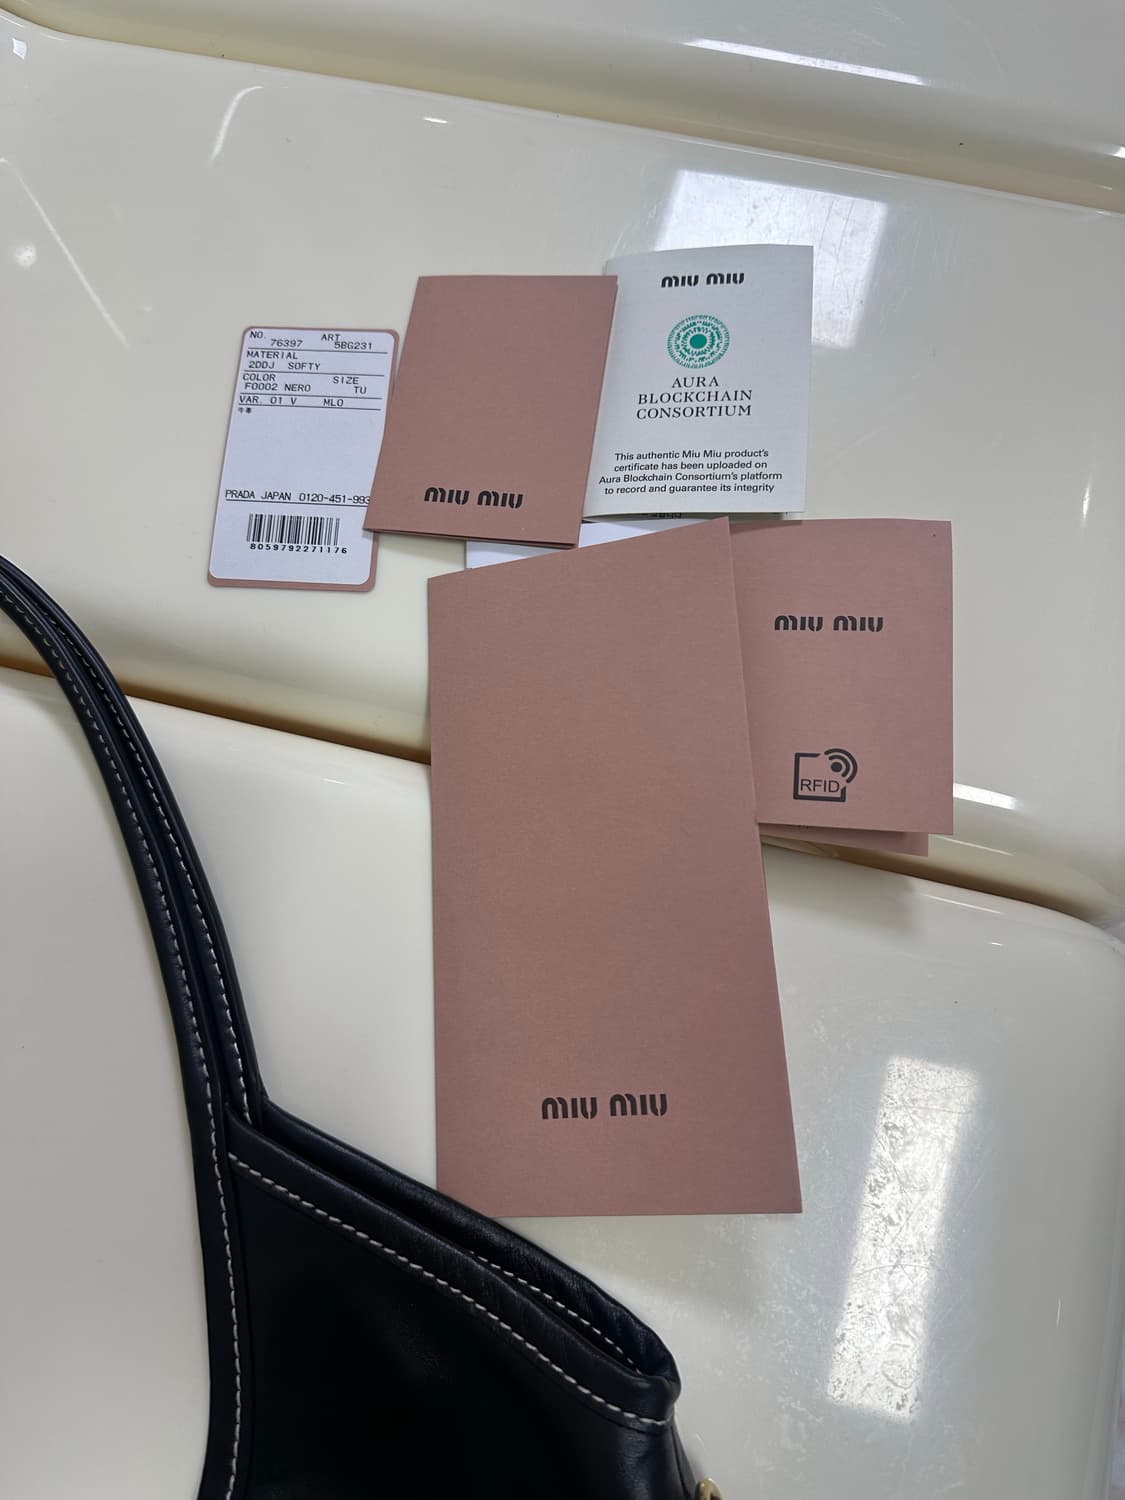 NO. ART
76397 5BG231
MATERIAL
2DDJ SOFTY
COLOR SIZE
F0002 NERO TU
VAR. 01 V MLO
牛革
PRADA JAPAN 0120-451-993
8059792271176
MIU MIU
MIU MIU
AURA
BLOCKCHAIN
CONSORTIUM
This authentic Miu Miu product's
certificate has been uploaded on
Aura Blockchain Consortium's platform
to record and guarantee its integrity
MIU MIU
RFID
MIU MIU